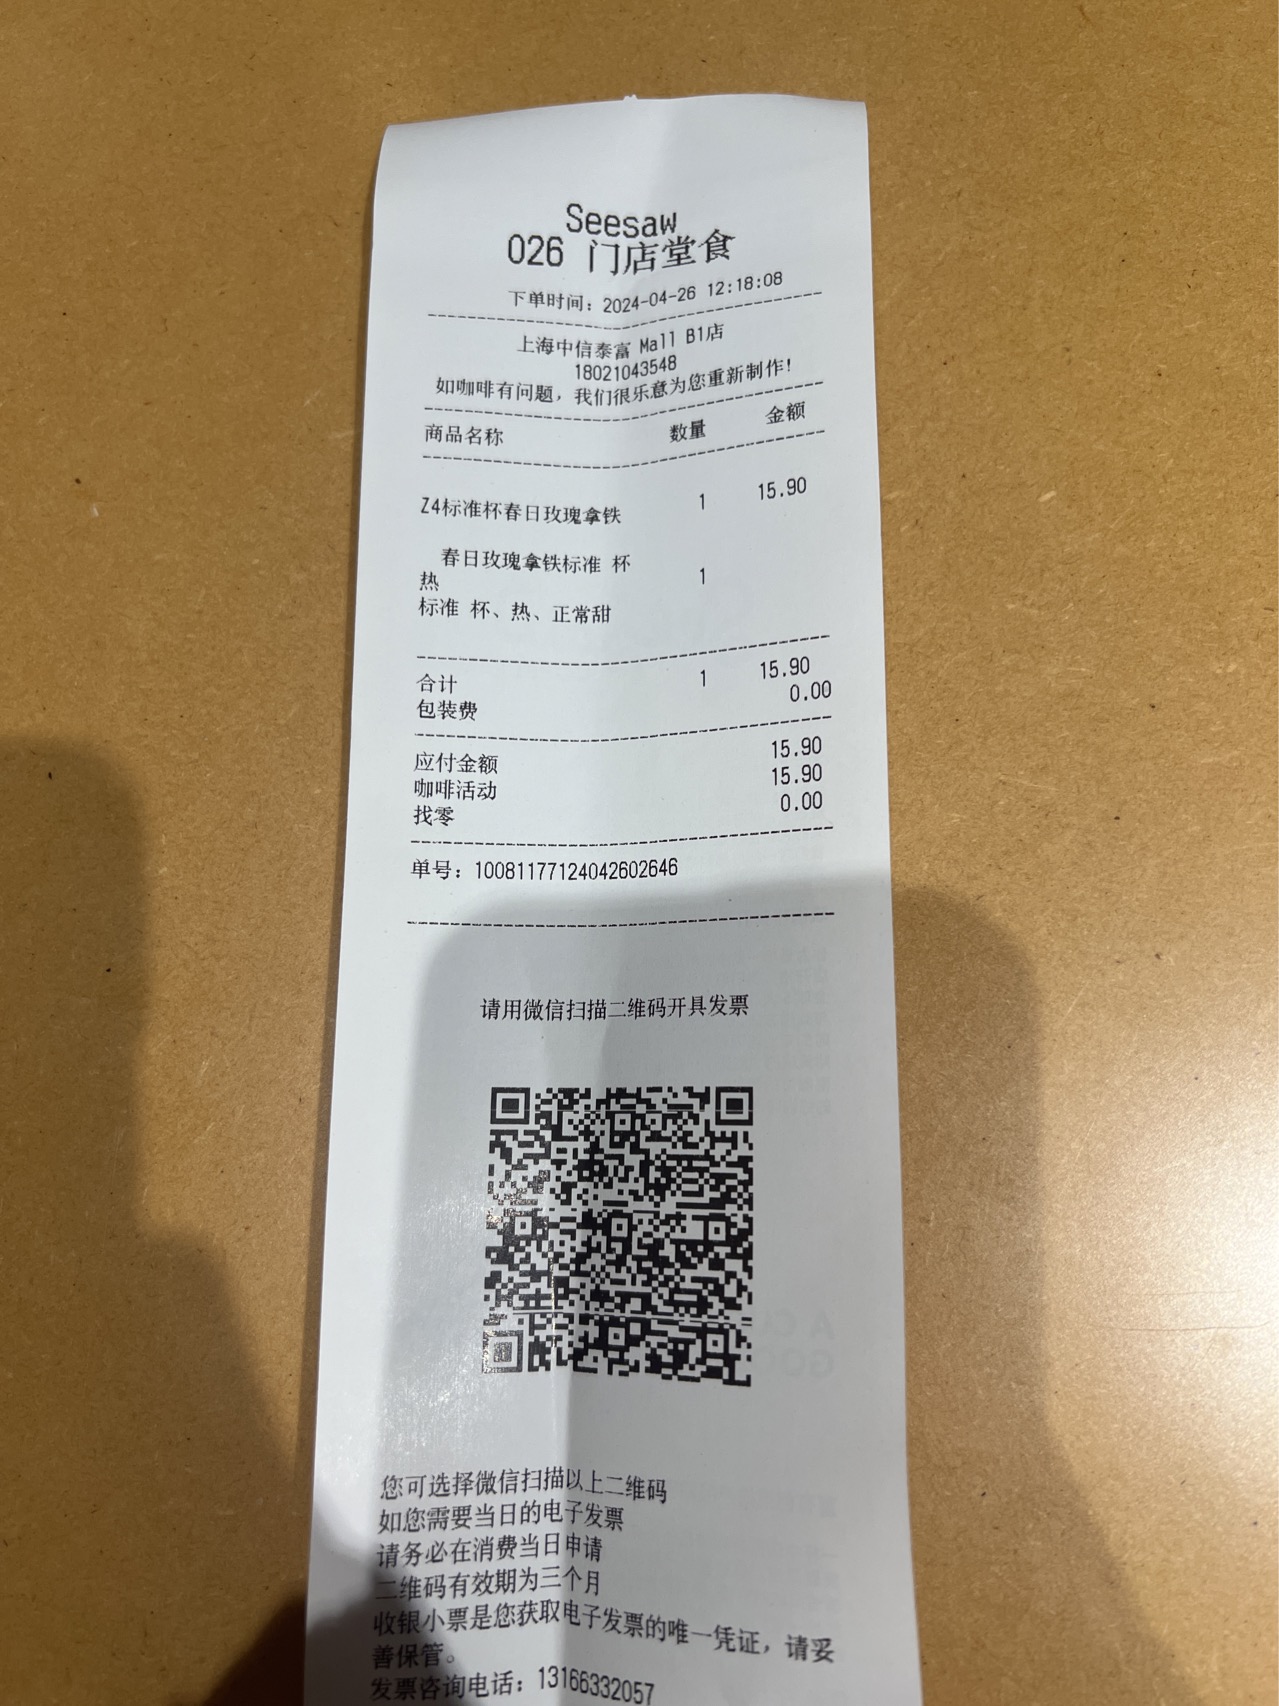 Seesaw
026 门店堂食
下单时间：2024-04-26 12:18:08
上海中信泰富 Mall B1店
18021043548
如咖啡有问题，我们很乐意为您重新制作！
商品名称 数量 金额
Z4标准杯春日玫瑰拿铁 1 15.90
春日玫瑰拿铁标准 杯 1
热
标准 杯、热、正常甜
合计 1 15.90
包装费 0.00
应付金额 15.90
咖啡活动 15.90
找零 0.00
单号：10081177124042602646
请用微信扫描二维码开具发票
您可选择微信扫描以上二维码
如您需要当日的电子发票
请务必在消费当日申请
二维码有效期为三个月
收银小票是您获取电子发票的唯一凭证，请妥
善保管。
发票咨询电话：13166332057